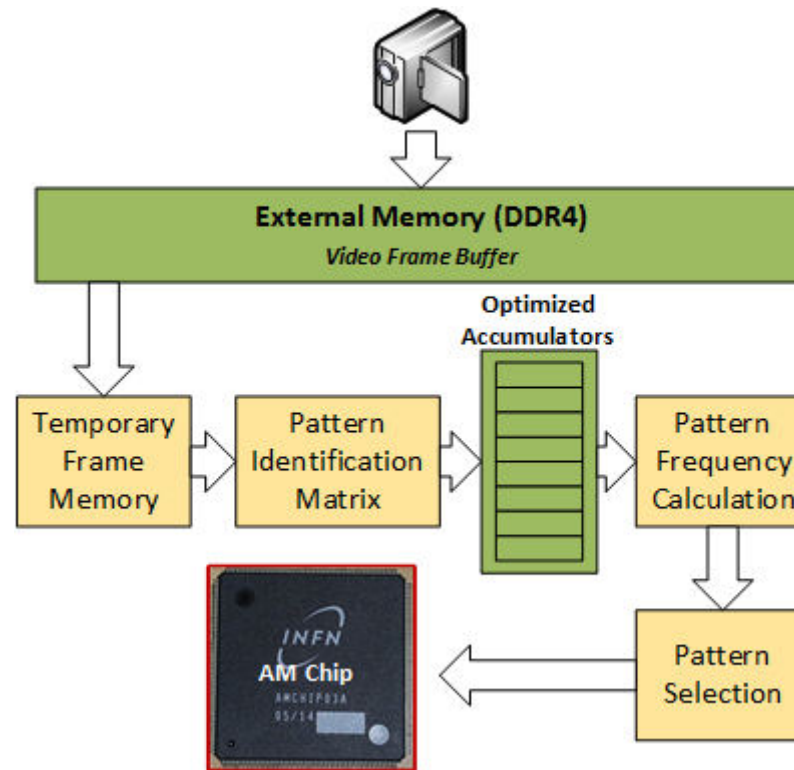 External Memory (DDR4)
Video Frame Buffer
Optimized
Accumulators
Temporary
Frame
Memory
Pattern
Identification
Matrix
Pattern
Frequency
Calculation
INFN
AM Chip
AMCHIP03A
05/14
Pattern
Selection